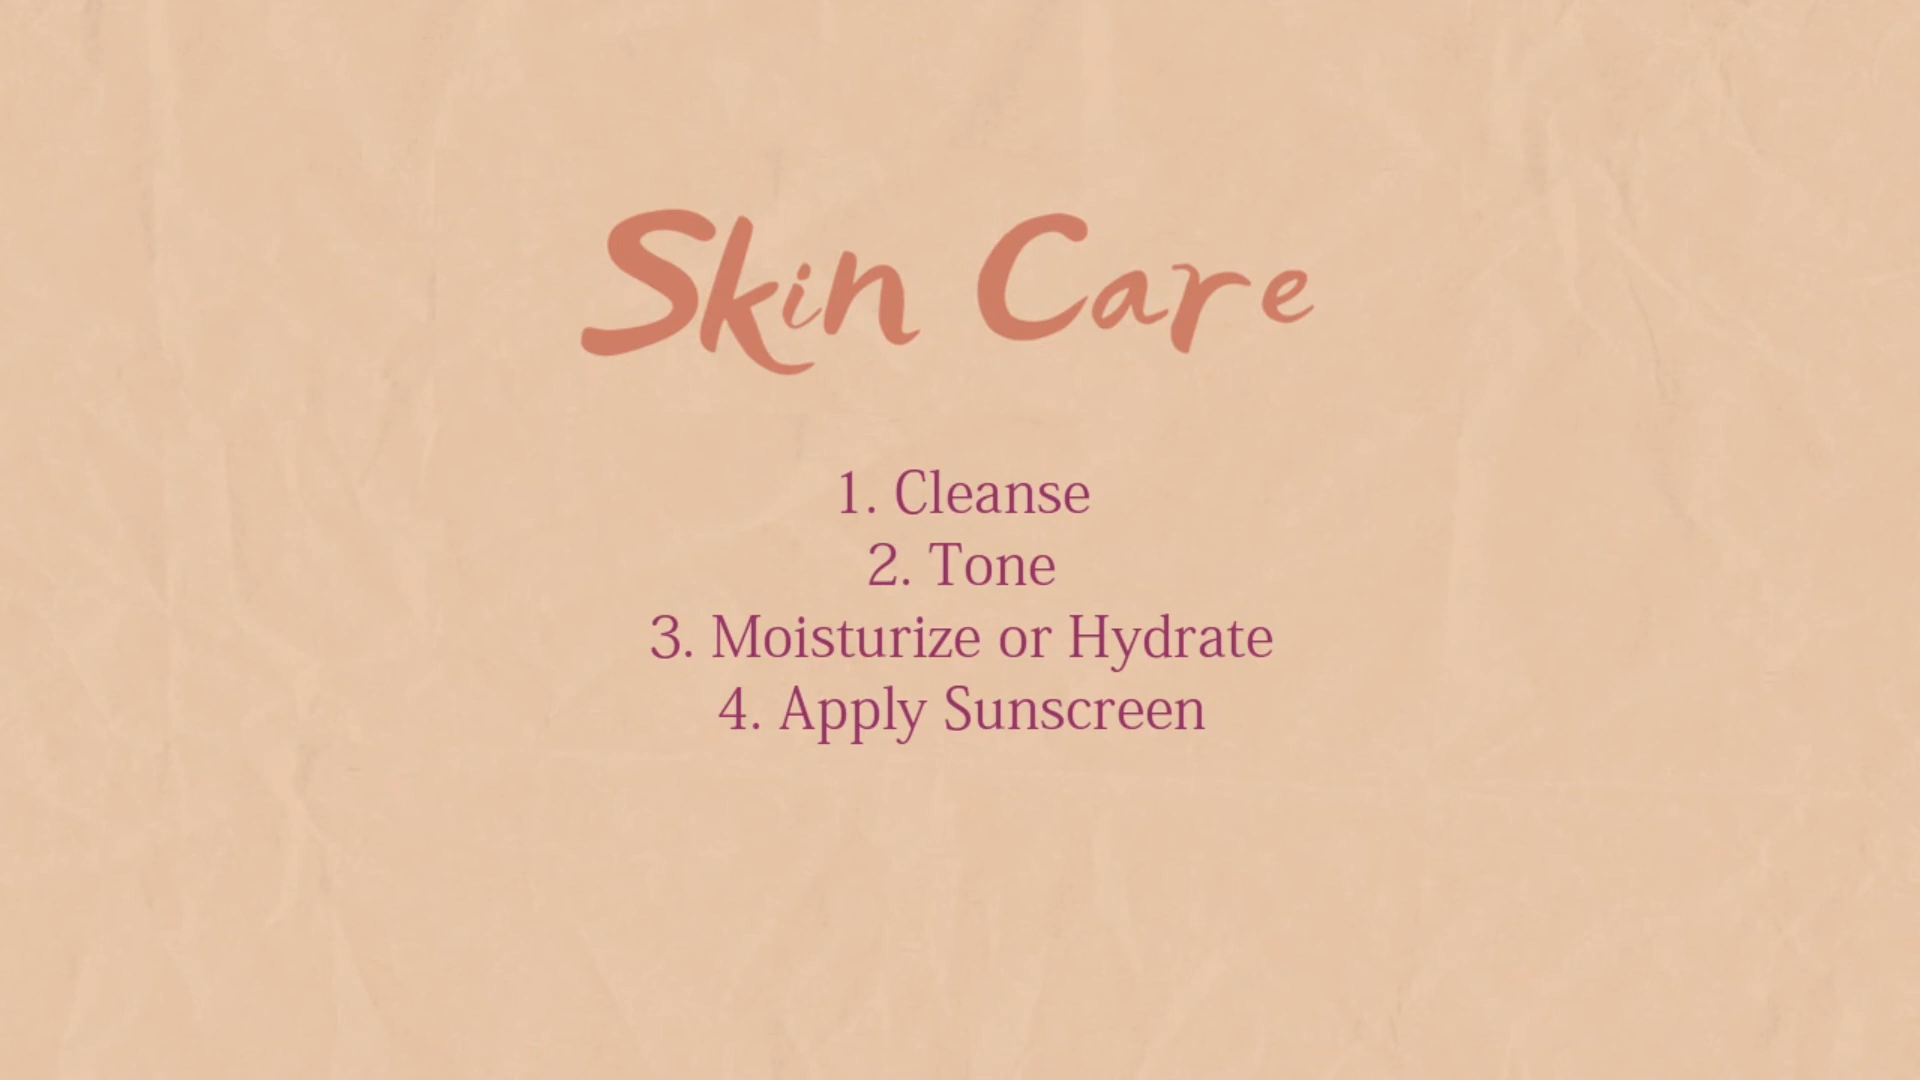 Skin Care
1. Cleanse
2. Tone
3. Moisturize or Hydrate
4. Apply Sunscreen